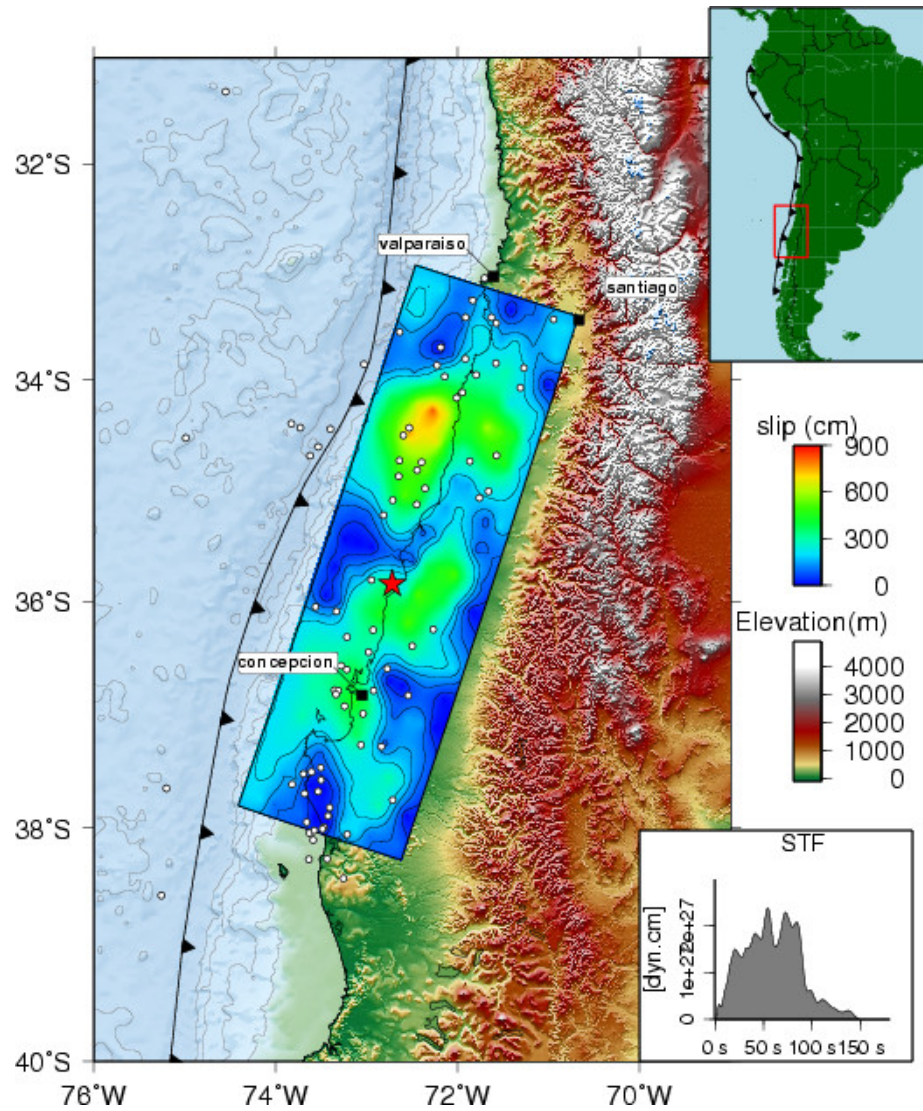 32°S
34°S
36°S
38°S
40°S
76°W
74°W
72°W
70°W
valparaiso
santiago
concepcion
slip (cm)
900
600
300
0
Elevation(m)
4000
3000
2000
1000
0
STF
[dyn.cm]
0
0 s
50 s
100 s
150 s